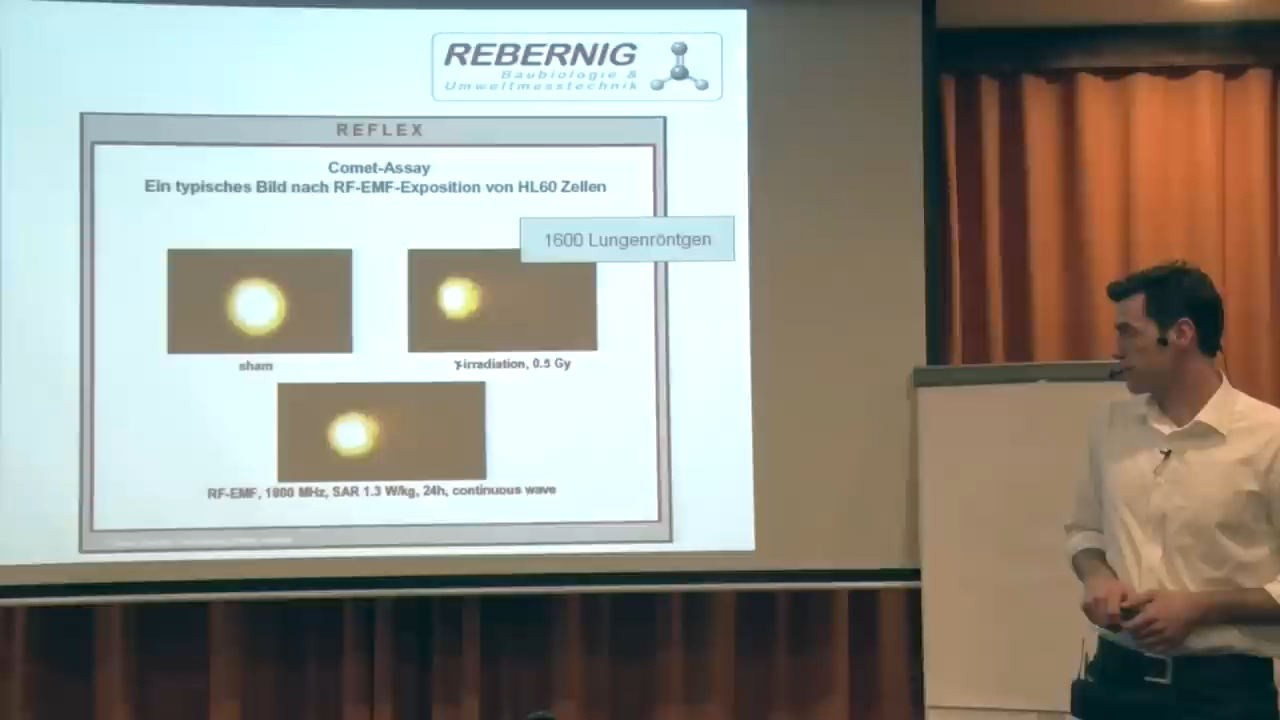 REBERNIG
Baubiologie &
Umweltmesstechnik
REFLEX
Comet-Assay
Ein typisches Bild nach RF-EMF-Exposition von HL60 Zellen
1600 Lungenröntgen
sham
γ-irradiation, 0.5 Gy
RF-EMF, 1800 MHz, SAR 1.3 W/kg, 24h, continuous wave